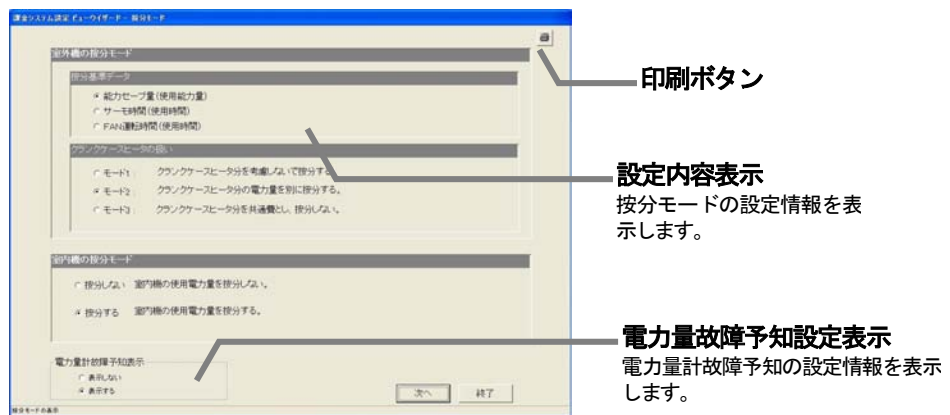 課金システム設定 ビューウィザード - 按分モード
室外機の按分モード
按分基準データ
能力セーブ量(使用能力量)
サーモ時間(使用時間)
FAN運転時間(使用時間)
クランクケースヒータの扱い
モード1: クランクケースヒータ分を考慮しないで按分する。
モード2: クランクケースヒータ分の電力量を別に按分する。
モード3: クランクケースヒータ分を共通費とし、按分しない。
室内機の按分モード
按分しない 室内機の使用電力量を按分しない。
按分する 室内機の使用電力量を按分する。
電力量計故障予知表示
表示しない
表示する
次へ 終了
按分モードの表示
印刷ボタン
設定内容表示
按分モードの設定情報を表
示します。
電力量故障予知設定表示
電力量計故障予知の設定情報を表示
します。